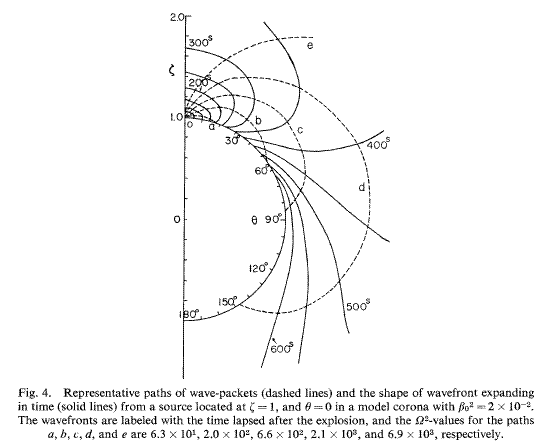 2.0
300ˢ
e
ζ
200ˢ
1.0
0
a
b
c
30°
400ˢ
60°
d
0
θ 90°
120°
150°
500ˢ
180°
600ˢ
Fig. 4. Representative paths of wave-packets (dashed lines) and the shape of wavefront expanding
in time (solid lines) from a source located at ζ = 1, and θ = 0 in a model corona with β₀² = 2 × 10⁻².
The wavefronts are labeled with the time lapsed after the explosion, and the Ω²-values for the paths
a, b, c, d, and e are 6.3 × 10¹, 2.0 × 10², 6.6 × 10², 2.1 × 10³, and 6.9 × 10³, respectively.